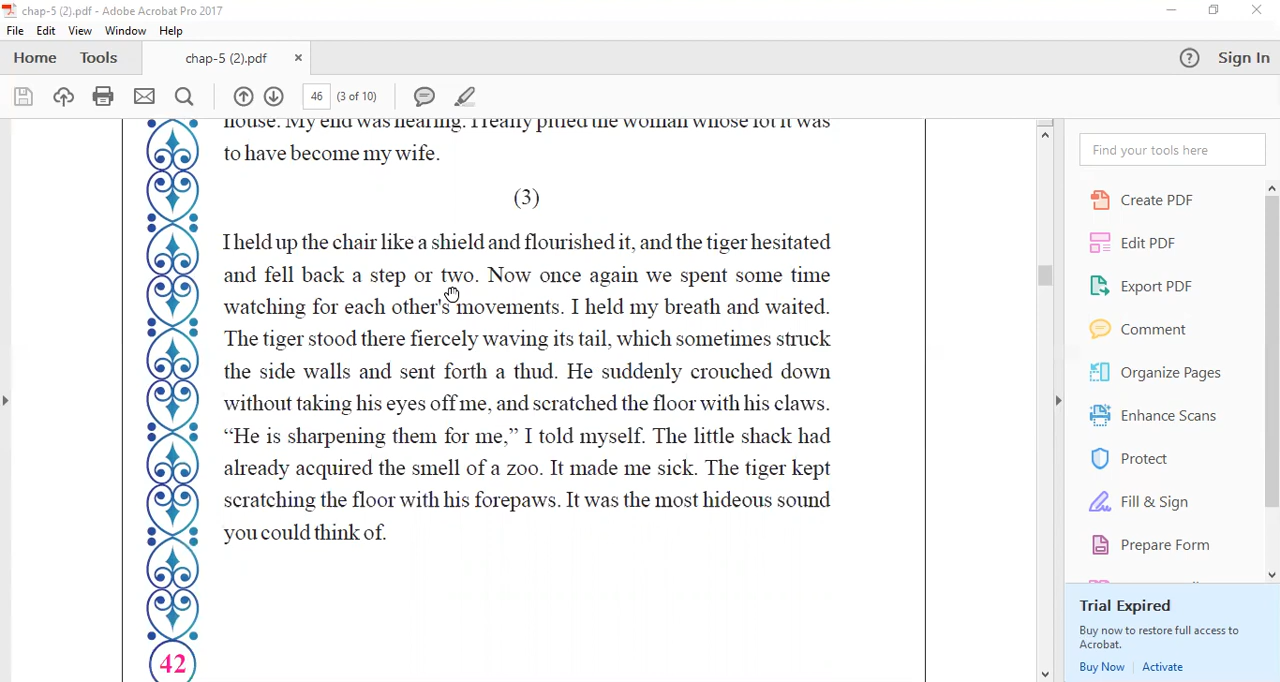 chap-5 (2).pdf - Adobe Acrobat Pro 2017
File Edit View Window Help
Home Tools chap-5 (2).pdf × ? Sign In
46 (3 of 10)
Find your tools here
house. My end was nearing. I really pitied the woman whose lot it was
to have become my wife.
(3)
I held up the chair like a shield and flourished it, and the tiger hesitated
and fell back a step or two. Now once again we spent some time
watching for each other's movements. I held my breath and waited.
The tiger stood there fiercely waving its tail, which sometimes struck
the side walls and sent forth a thud. He suddenly crouched down
without taking his eyes off me, and scratched the floor with his claws.
“He is sharpening them for me,” I told myself. The little shack had
already acquired the smell of a zoo. It made me sick. The tiger kept
scratching the floor with his forepaws. It was the most hideous sound
you could think of.
42
Create PDF
Edit PDF
Export PDF
Comment
Organize Pages
Enhance Scans
Protect
Fill & Sign
Prepare Form
Trial Expired
Buy now to restore full access to
Acrobat.
Buy Now Activate